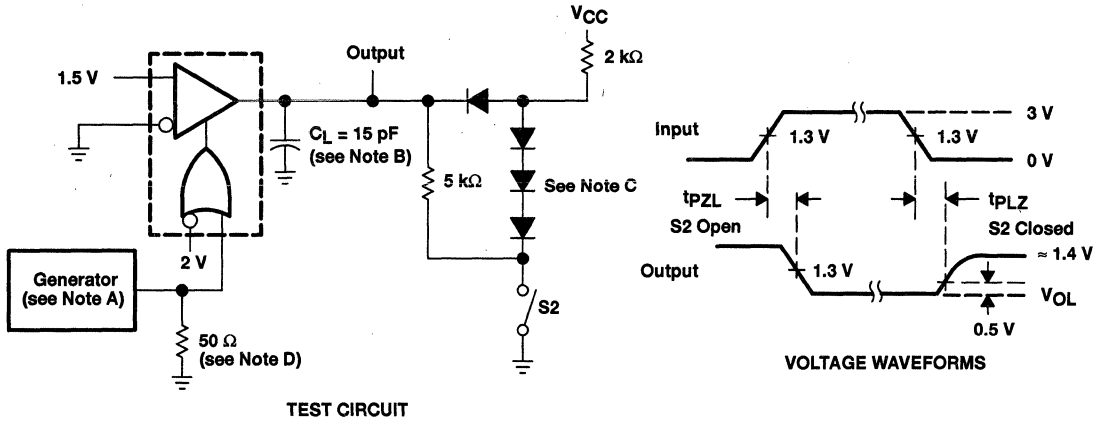 VCC
Output
2 kΩ
1.5 V
CL = 15 pF
(see Note B)
5 kΩ
See Note C
2 V
Generator
(see Note A)
50 Ω
(see Note D)
S2
TEST CIRCUIT
Input
1.3 V
1.3 V
3 V
0 V
tPZL
tPLZ
S2 Open
S2 Closed
Output
1.3 V
≈ 1.4 V
VOL
0.5 V
VOLTAGE WAVEFORMS